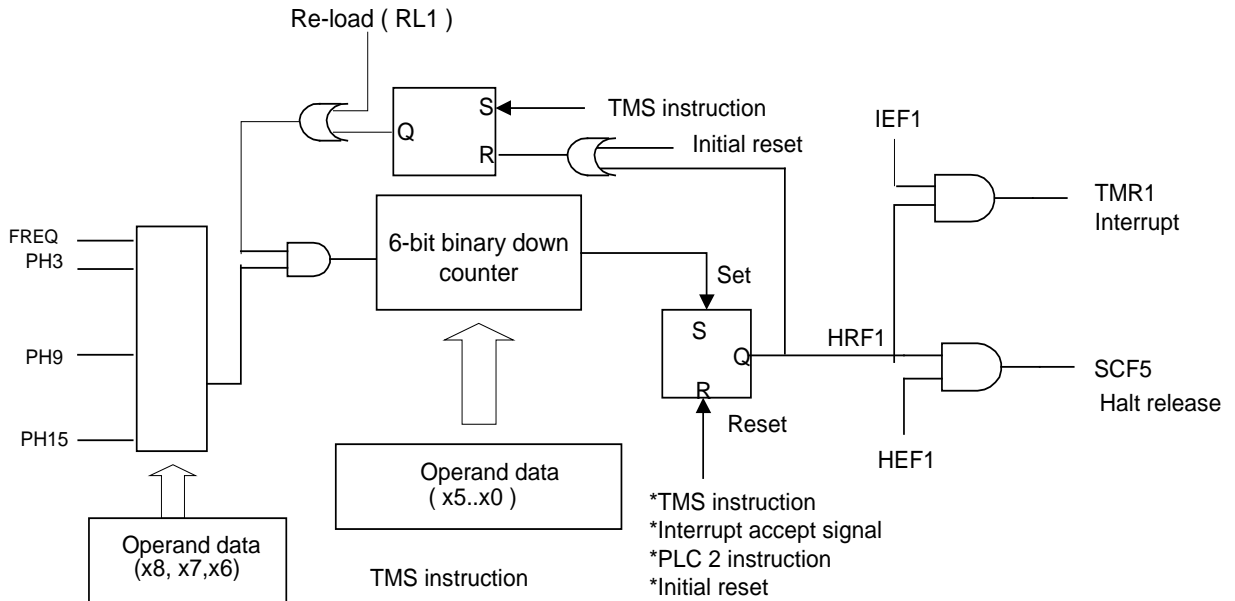 Re-load ( RL1 )
S
TMS instruction
Q
R
Initial reset
IEF1
TMR1
Interrupt
FREQ
PH3
PH9
PH15
6-bit binary down
counter
Set
S
Q
R
HRF1
Reset
SCF5
Halt release
HEF1
Operand data
( x5..x0 )
*TMS instruction
*Interrupt accept signal
*PLC 2 instruction
*Initial reset
Operand data
(x8, x7,x6)
TMS instruction